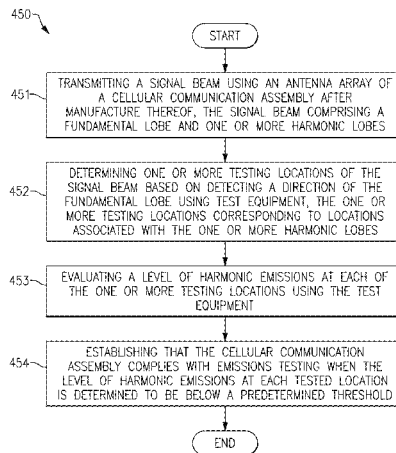 450
START
451
TRANSMITTING A SIGNAL BEAM USING AN ANTENNA ARRAY OF
A CELLULAR COMMUNICATION ASSEMBLY AFTER
MANUFACTURE THEREOF, THE SIGNAL BEAM COMPRISING A
FUNDAMENTAL LOBE AND ONE OR MORE HARMONIC LOBES
452
DETERMINING ONE OR MORE TESTING LOCATIONS OF THE
SIGNAL BEAM BASED ON DETECTING A DIRECTION OF THE
FUNDAMENTAL LOBE USING TEST EQUIPMENT, THE ONE OR
MORE TESTING LOCATIONS CORRESPONDING TO LOCATIONS
ASSOCIATED WITH THE ONE OR MORE HARMONIC LOBES
453
EVALUATING A LEVEL OF HARMONIC EMISSIONS AT EACH OF
THE ONE OR MORE TESTING LOCATIONS USING THE TEST
EQUIPMENT
454
ESTABLISHING THAT THE CELLULAR COMMUNICATION
ASSEMBLY COMPLIES WITH EMISSIONS TESTING WHEN THE
LEVEL OF HARMONIC EMISSIONS AT EACH TESTED LOCATION
IS DETERMINED TO BE BELOW A PREDETERMINED THRESHOLD
END